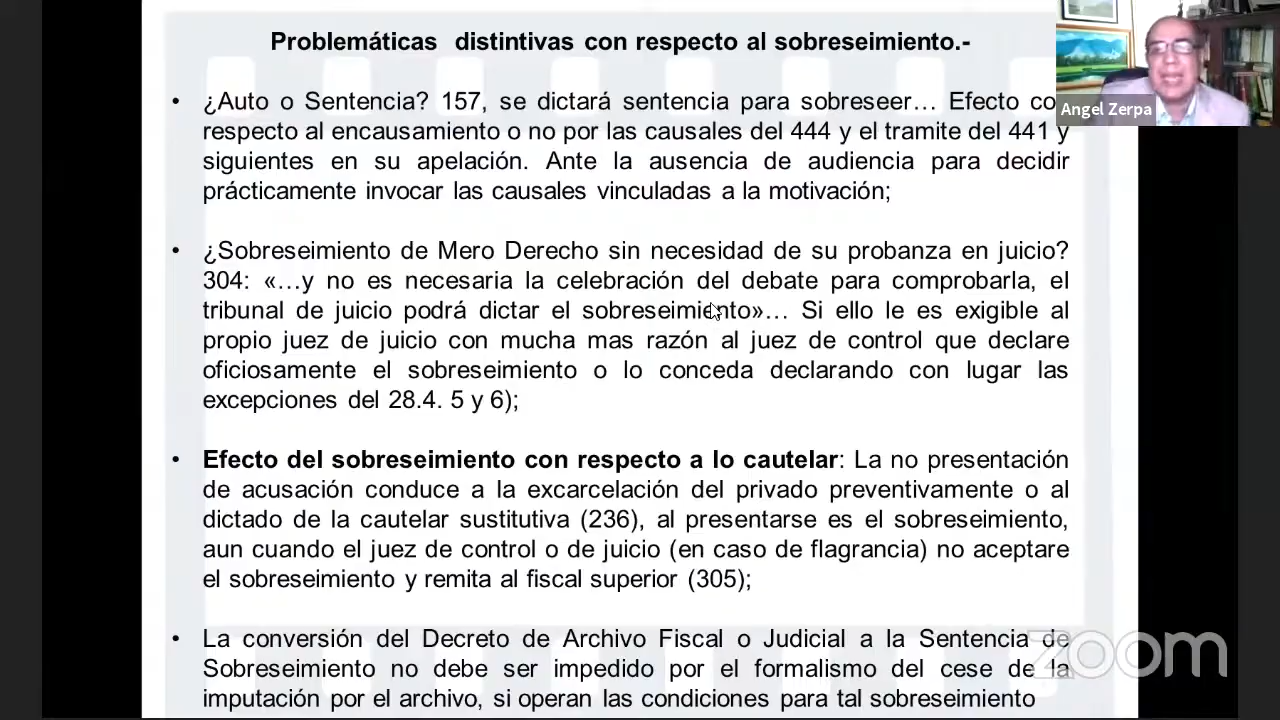 Problemáticas distintivas con respecto al sobreseimiento.-
Angel Zerpa
• ¿Auto o Sentencia? 157, se dictará sentencia para sobreseer… Efecto
respecto al encausamiento o no por las causales del 444 y el tramite del 441 y
siguientes en su apelación. Ante la ausencia de audiencia para decidir
prácticamente invocar las causales vinculadas a la motivación;
• ¿Sobreseimiento de Mero Derecho sin necesidad de su probanza en juicio?
304: «…y no es necesaria la celebración del debate para comprobarla, el
tribunal de juicio podrá dictar el sobreseimiento»… Si ello le es exigible al
propio juez de juicio con mucha mas razón al juez de control que declare
oficiosamente el sobreseimiento o lo conceda declarando con lugar las
excepciones del 28.4. 5 y 6);
• Efecto del sobreseimiento con respecto a lo cautelar: La no presentación
de acusación conduce a la excarcelación del privado preventivamente o al
dictado de la cautelar sustitutiva (236), al presentarse es el sobreseimiento,
aun cuando el juez de control o de juicio (en caso de flagrancia) no aceptare
el sobreseimiento y remita al fiscal superior (305);
• La conversión del Decreto de Archivo Fiscal o Judicial a la Sentencia de
Sobreseimiento no debe ser impedido por el formalismo del cese de la
imputación por el archivo, si operan las condiciones para tal sobreseimiento
zoom